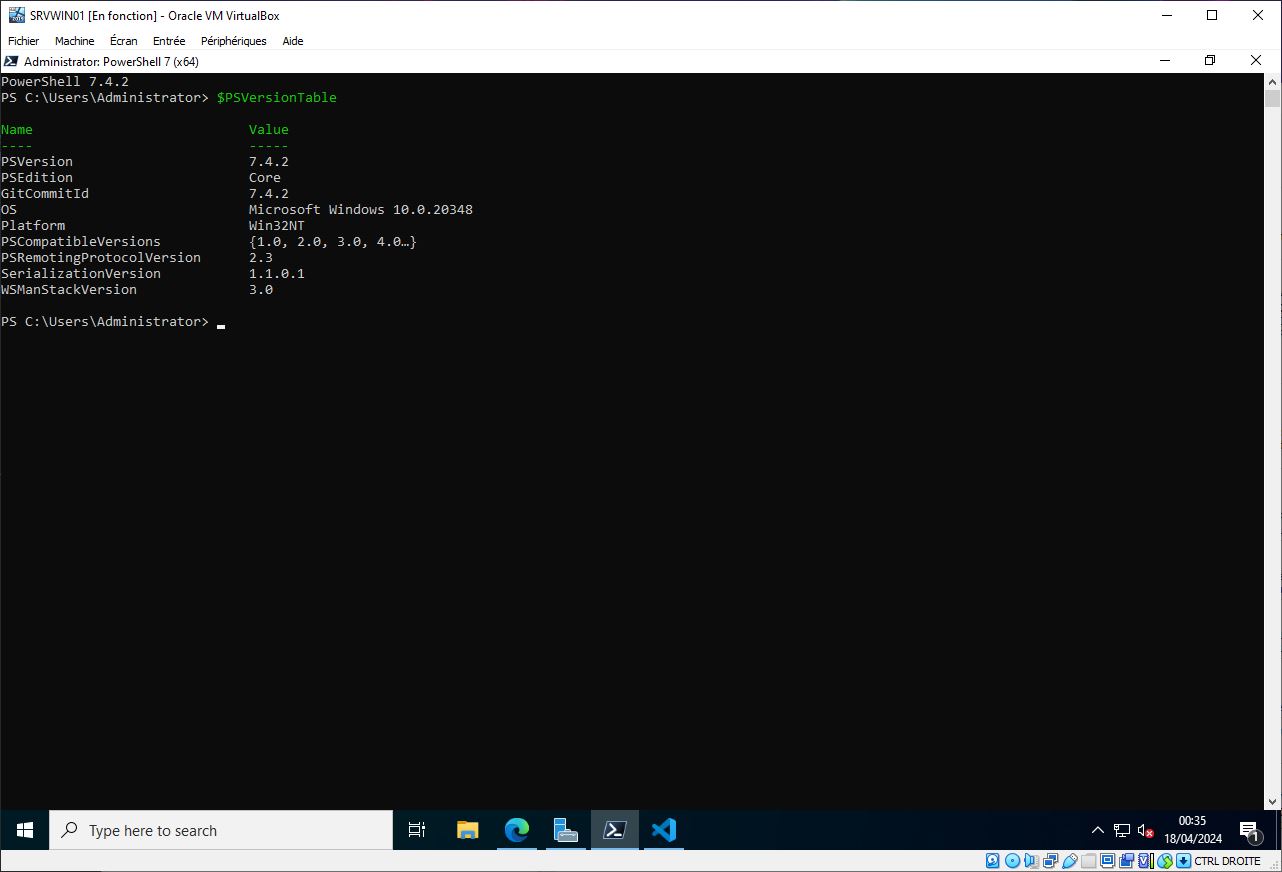 SRVWIN01 [En fonction] - Oracle VM VirtualBox
Fichier Machine Écran Entrée Périphériques Aide
Administrator: PowerShell 7 (x64)
PowerShell 7.4.2
PS C:\Users\Administrator> $PSVersionTable
Name Value
---- -----
PSVersion 7.4.2
PSEdition Core
GitCommitId 7.4.2
OS Microsoft Windows 10.0.20348
Platform Win32NT
PSCompatibleVersions {1.0, 2.0, 3.0, 4.0…}
PSRemotingProtocolVersion 2.3
SerializationVersion 1.1.0.1
WSManStackVersion 3.0
PS C:\Users\Administrator>
Type here to search
00:35
18/04/2024
1
CTRL DROITE